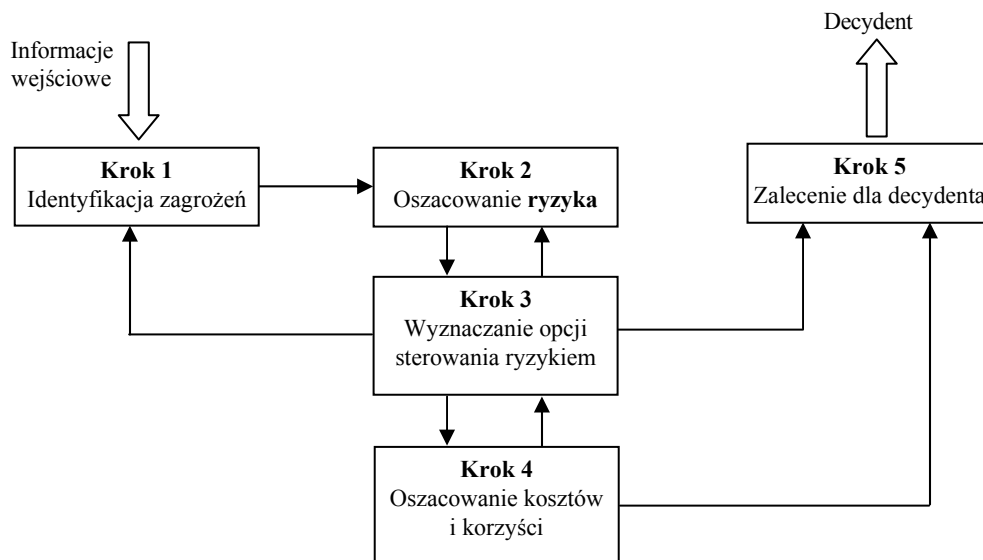 Decydent
Informacje
wejściowe
Krok 1
Identyfikacja zagrożeń
Krok 2
Oszacowanie ryzyka
Krok 5
Zalecenie dla decydenta
Krok 3
Wyznaczanie opcji
sterowania ryzykiem
Krok 4
Oszacowanie kosztów
i korzyści